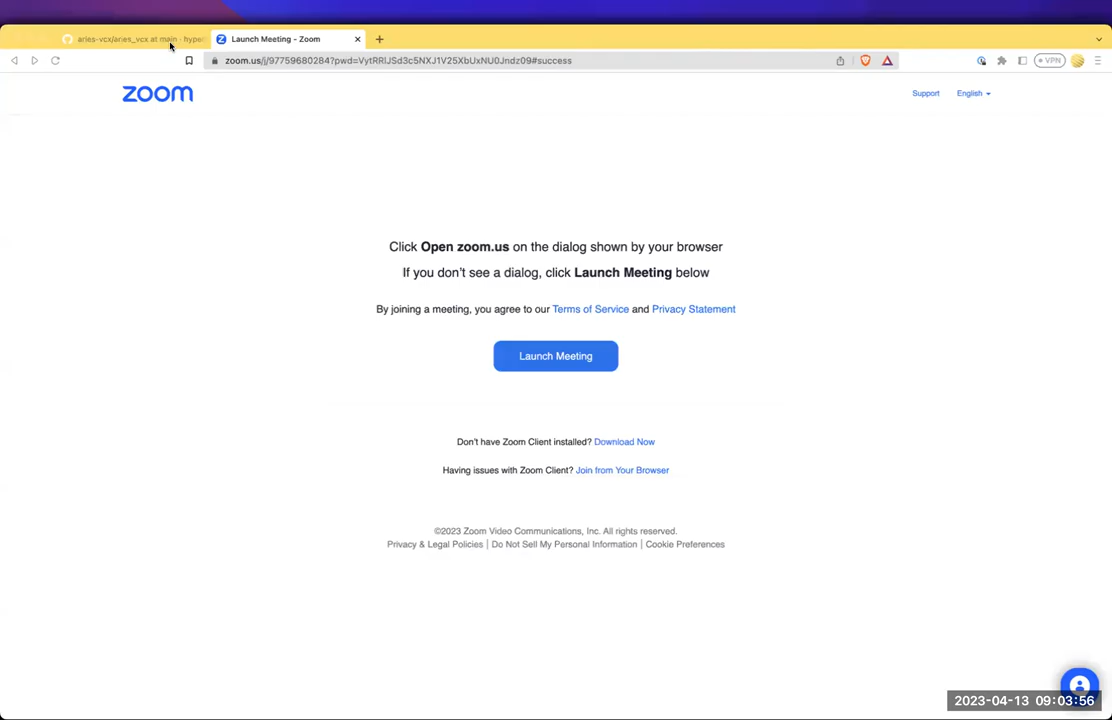 aries-vcx/aries_vcx at main · hype
Launch Meeting - Zoom
zoom.us/j/97759680284?pwd=VytRRlJSd3c5NXJ1V25XbUxNU0Jndz09#success
VPN
zoom
Support
English
Click Open zoom.us on the dialog shown by your browser
If you don't see a dialog, click Launch Meeting below
By joining a meeting, you agree to our Terms of Service and Privacy Statement
Launch Meeting
Don't have Zoom Client installed? Download Now
Having issues with Zoom Client? Join from Your Browser
©2023 Zoom Video Communications, Inc. All rights reserved.
Privacy & Legal Policies | Do Not Sell My Personal Information | Cookie Preferences
2023-04-13 09:03:56